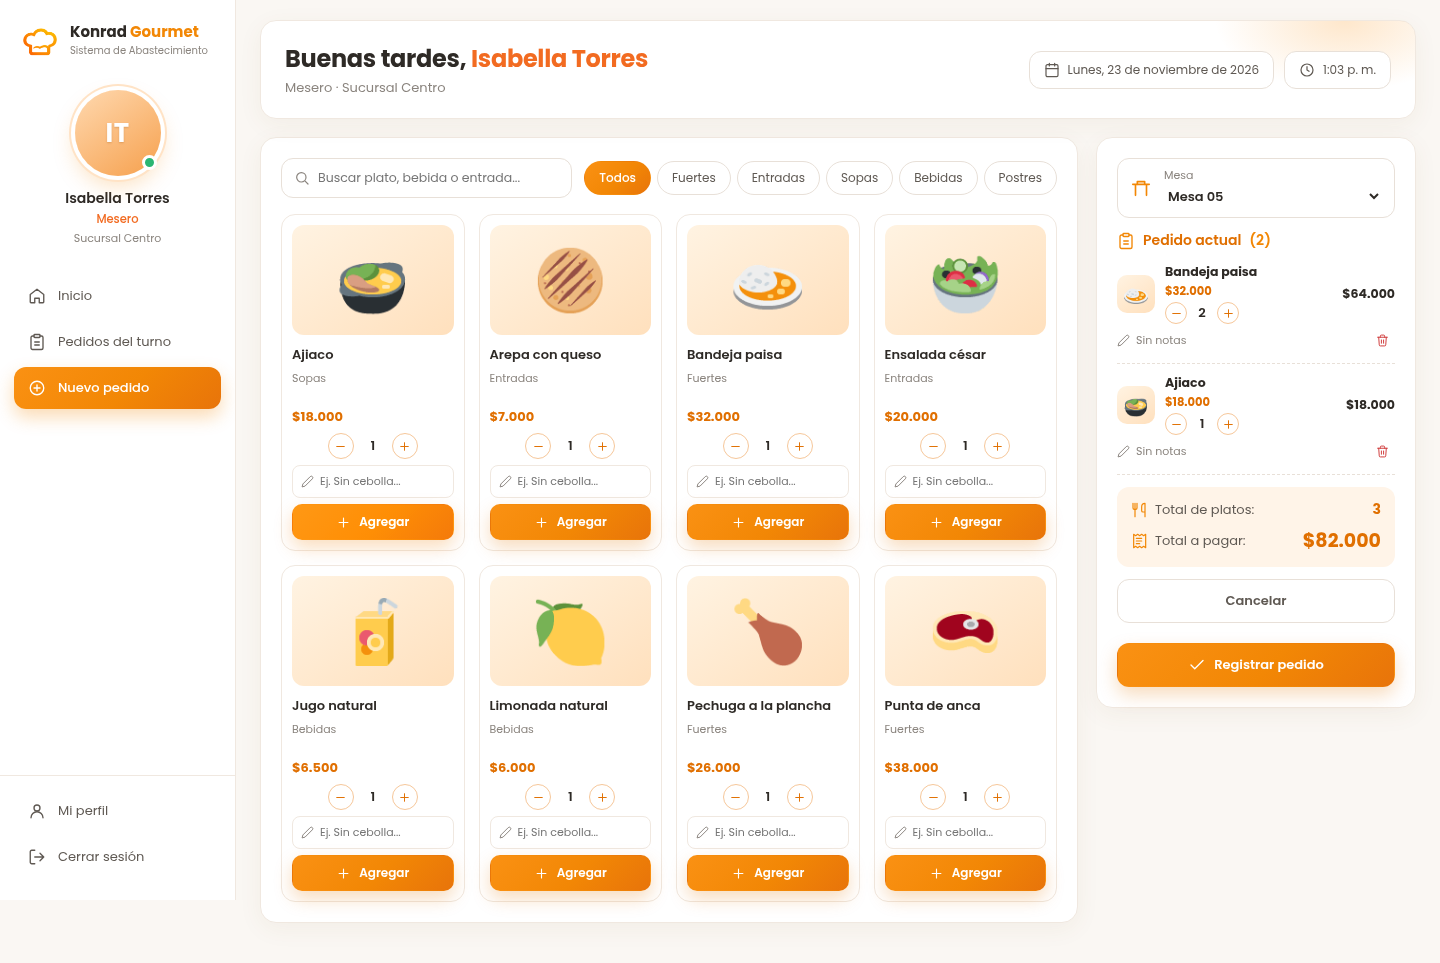 Konrad Gourmet
Sistema de Abastecimiento
IT
Isabella Torres
Mesero
Sucursal Centro
Inicio
Pedidos del turno
Nuevo pedido
Mi perfil
Cerrar sesión
Buenas tardes, Isabella Torres
Mesero · Sucursal Centro
Lunes, 23 de noviembre de 2026
1:03 p. m.
Buscar plato, bebida o entrada...
Todos
Fuertes
Entradas
Sopas
Bebidas
Postres
Ajiaco
Sopas
$18.000
1
Ej. Sin cebolla...
Agregar
Arepa con queso
Entradas
$7.000
1
Ej. Sin cebolla...
Agregar
Bandeja paisa
Fuertes
$32.000
1
Ej. Sin cebolla...
Agregar
Ensalada césar
Entradas
$20.000
1
Ej. Sin cebolla...
Agregar
Jugo natural
Bebidas
$6.500
1
Ej. Sin cebolla...
Agregar
Limonada natural
Bebidas
$6.000
1
Ej. Sin cebolla...
Agregar
Pechuga a la plancha
Fuertes
$26.000
1
Ej. Sin cebolla...
Agregar
Punta de anca
Fuertes
$38.000
1
Ej. Sin cebolla...
Agregar
Mesa
Mesa 05
Pedido actual (2)
Bandeja paisa
$32.000
2
$64.000
Sin notas
Ajiaco
$18.000
1
$18.000
Sin notas
Total de platos: 3
Total a pagar: $82.000
Cancelar
Registrar pedido